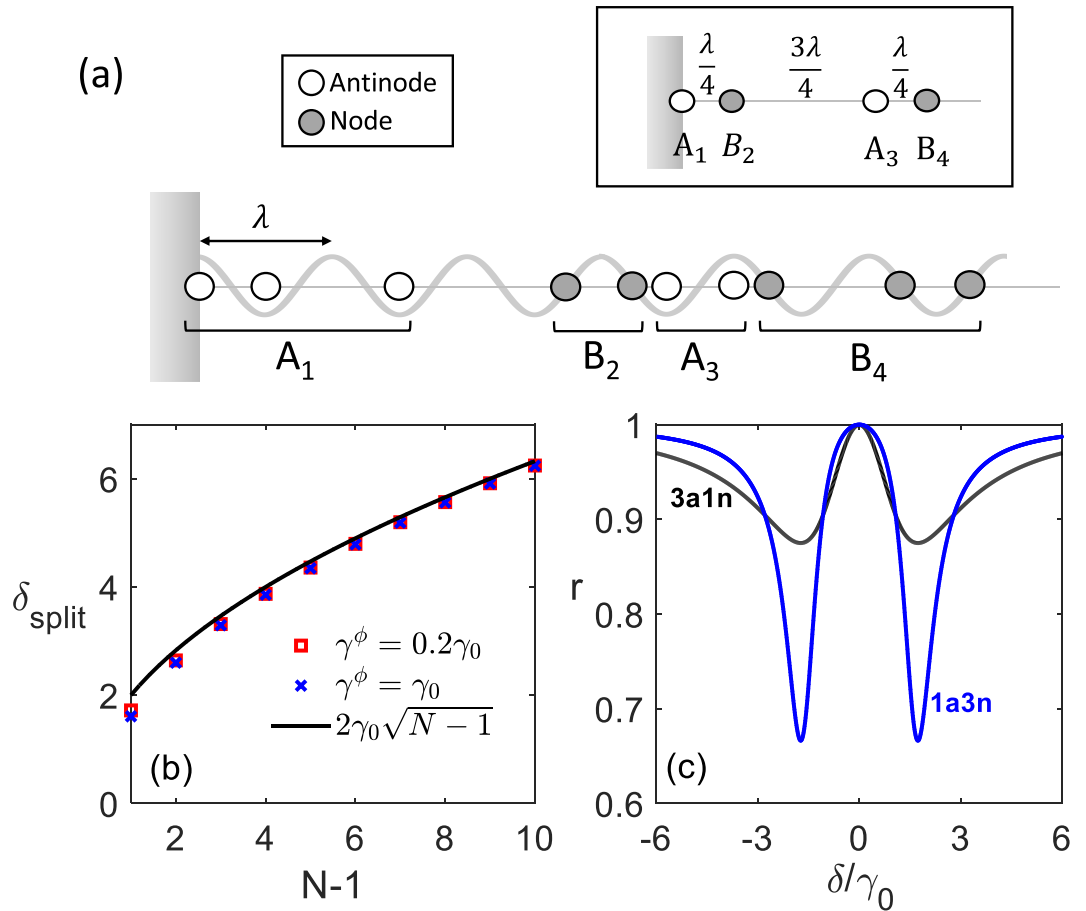 (a)
Antinode
Node
λ/4 3λ/4 λ/4
A₁ B₂ A₃ B₄
λ
A₁ B₂ A₃ B₄
δ_split
6
4
2
0
2 4 6 8 10
N-1
γ^ϕ = 0.2γ₀
γ^ϕ = γ₀
2γ₀√(N − 1)
(b)
r
1
0.9
0.8
0.7
0.6
-6 -3 0 3 6
δ/γ₀
3a1n
1a3n
(c)